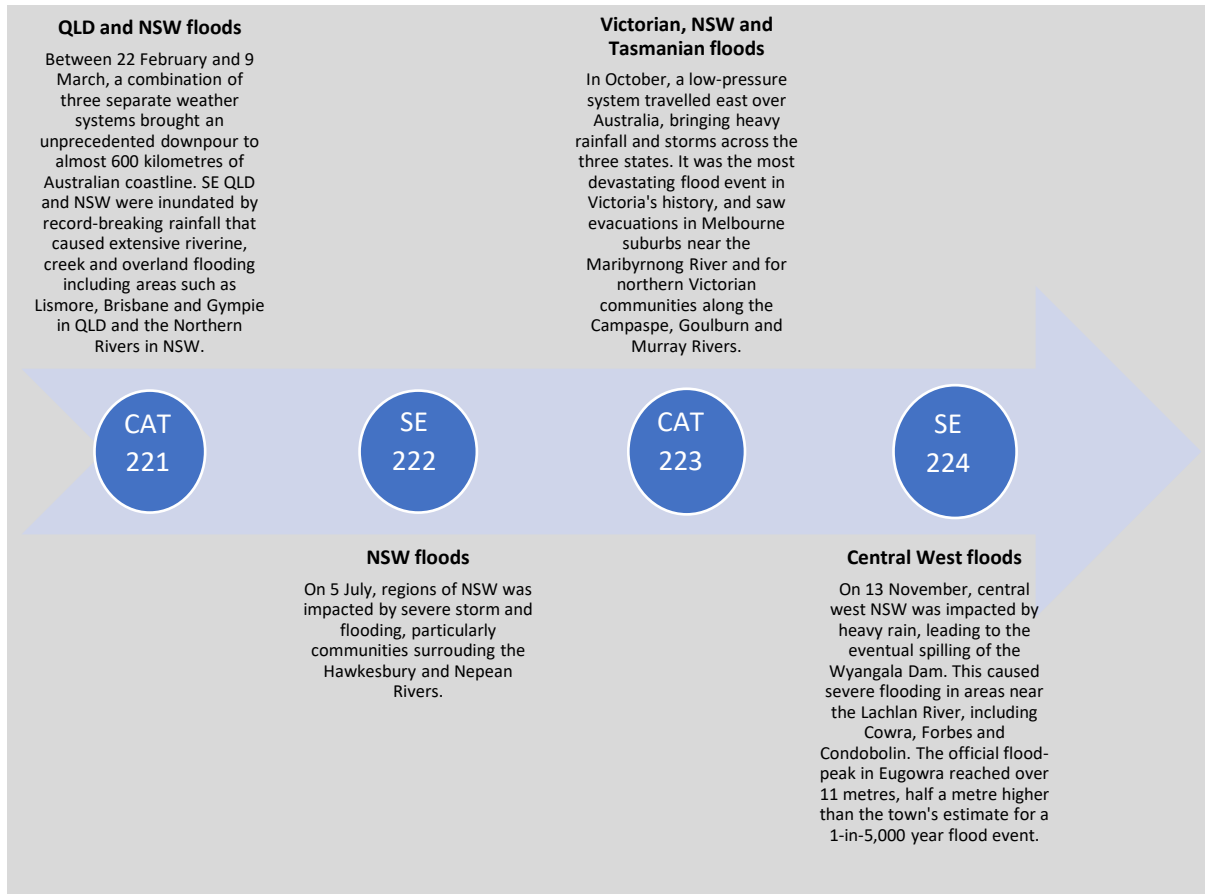 QLD and NSW floods
Between 22 February and 9
March, a combination of
three separate weather
systems brought an
unprecedented downpour to
almost 600 kilometres of
Australian coastline. SE QLD
and NSW were inundated by
record-breaking rainfall that
caused extensive riverine,
creek and overland flooding
including areas such as
Lismore, Brisbane and Gympie
in QLD and the Northern
Rivers in NSW.
Victorian, NSW and
Tasmanian floods
In October, a low-pressure
system travelled east over
Australia, bringing heavy
rainfall and storms across the
three states. It was the most
devastating flood event in
Victoria's history, and saw
evacuations in Melbourne
suburbs near the
Maribyrnong River and for
northern Victorian
communities along the
Campaspe, Goulburn and
Murray Rivers.
CAT
221
SE
222
CAT
223
SE
224
NSW floods
On 5 July, regions of NSW was
impacted by severe storm and
flooding, particularly
communities surrouding the
Hawkesbury and Nepean
Rivers.
Central West floods
On 13 November, central
west NSW was impacted by
heavy rain, leading to the
eventual spilling of the
Wyangala Dam. This caused
severe flooding in areas near
the Lachlan River, including
Cowra, Forbes and
Condobolin. The official flood-
peak in Eugowra reached over
11 metres, half a metre higher
than the town's estimate for a
1-in-5,000 year flood event.